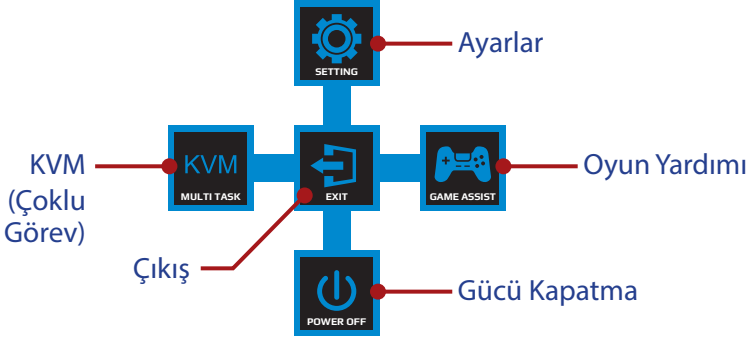 SETTING
Ayarlar
KVM
(Çoklu
Görev)
KVM
MULTI TASK
EXIT
GAME ASSIST
Oyun Yardımı
Çıkış
POWER OFF
Gücü Kapatma